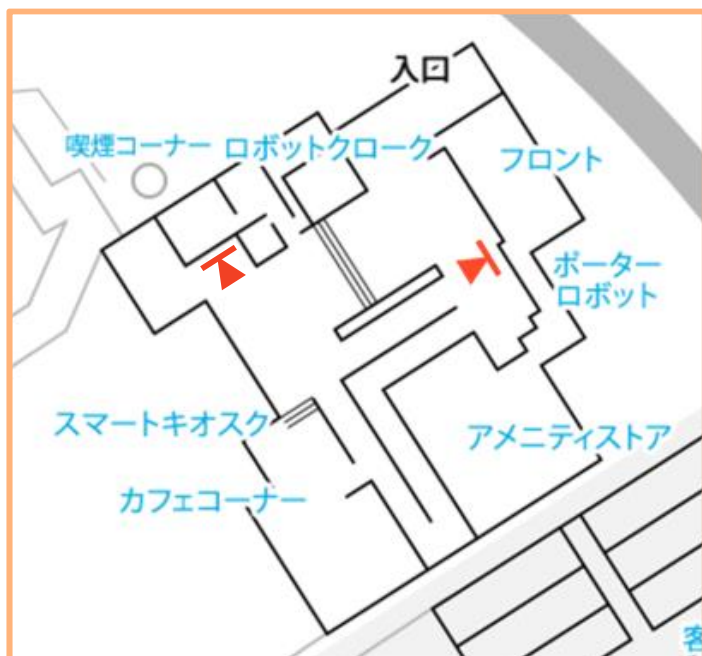 入口
喫煙コーナー
ロボットクローク
フロント
ポーター
ロボット
スマートキオスク
アメニティストア
カフェコーナー
客